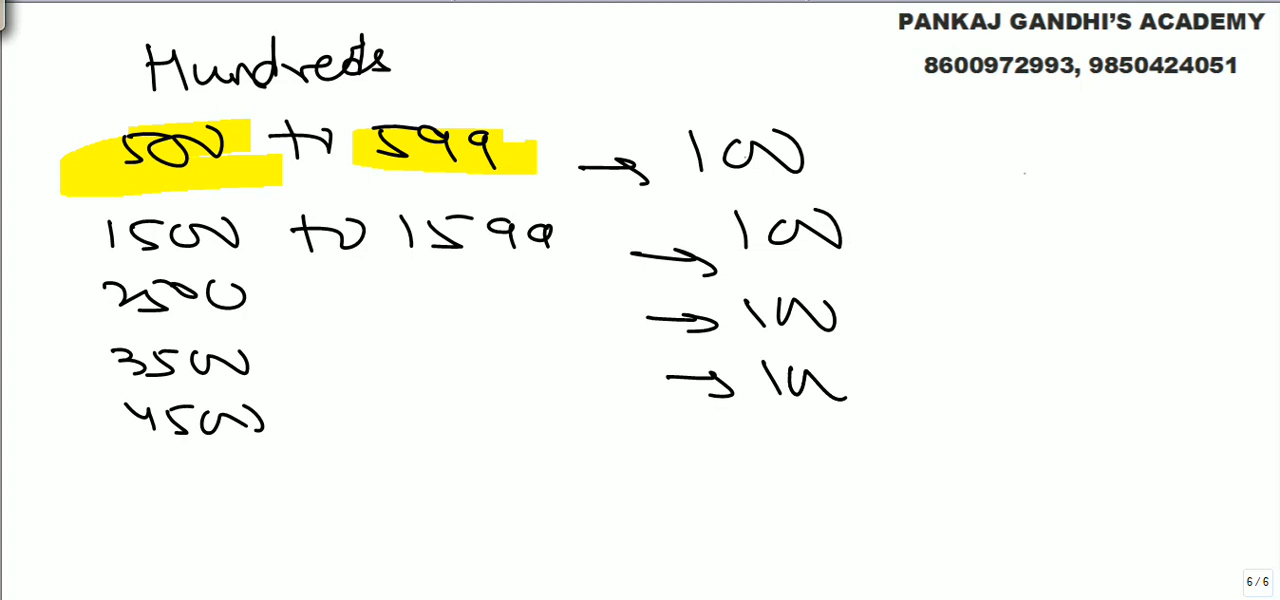 PANKAJ GANDHI'S ACADEMY
8600972993, 9850424051
Hundreds
500 to 599 → 100
1500 to 1599 → 100
2500 → 100
3500 → 100
4500
6 / 6